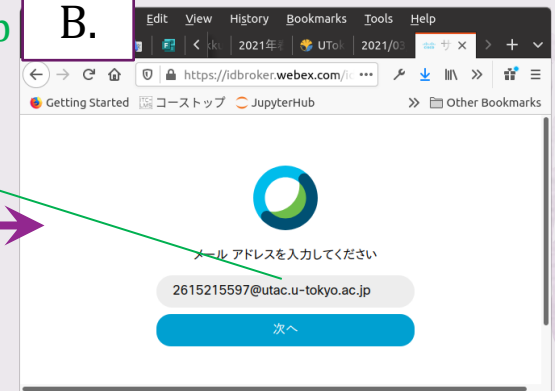 p
B.
Edit View History Bookmarks Tools Help
2021年 UTok 2021/03 サ
https://idbroker.webex.com/
Getting Started コーストップ JupyterHub Other Bookmarks
メール アドレスを入力してください
2615215597@utac.u-tokyo.ac.jp
次へ